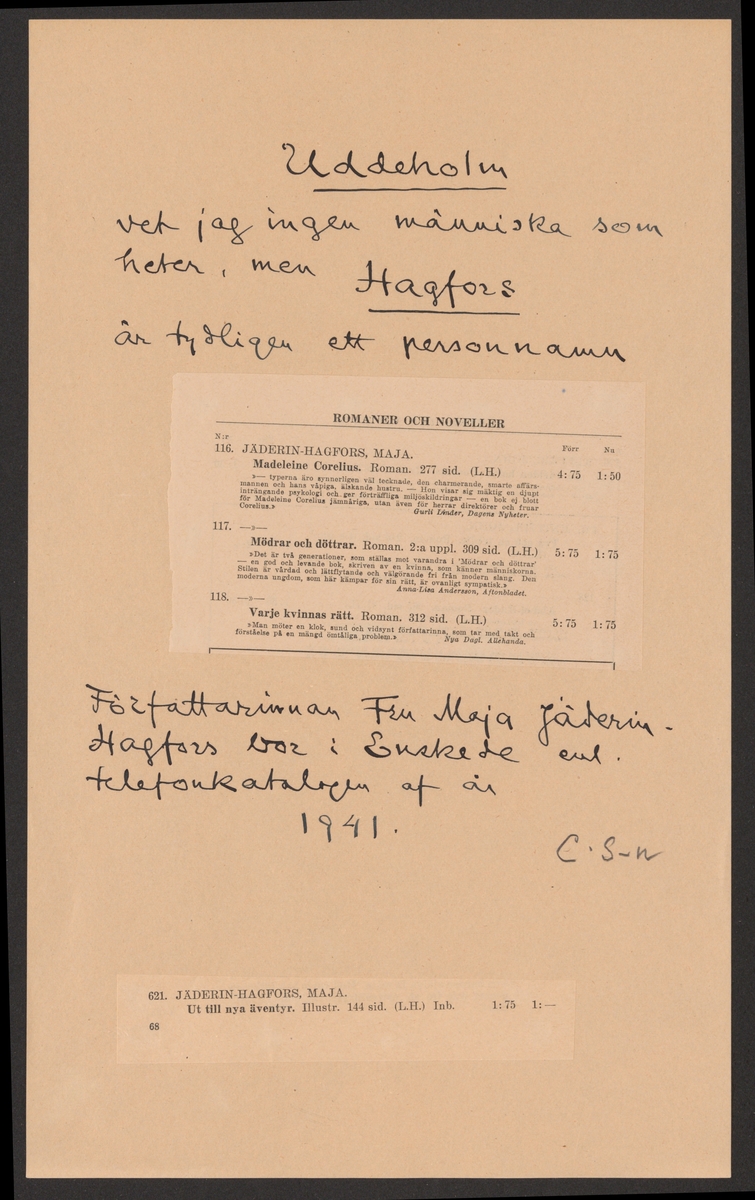 Uddeholm
vet jag ingen människa som
heter, men Hagfors
är tydligen ett personnamn
ROMANER OCH NOVELLER
N:r Förr Nu
116. JÄDERIN-HAGFORS, MAJA.
Madeleine Corelius. Roman. 277 sid. (L.H.) 4:75 1:50
»— typerna äro synnerligen väl tecknade, den charmerande, smarte affärs-
mannen och hans våpiga, älskande hustru. — Hon visar sig mäktig en djupt
inträngande psykologi och ger förträffliga miljöskildringar — en bok ej blott
för Madeleine Corelius jämnåriga, utan även för herrar direktörer och fruar
Corelius.»
Gurli Linder, Dagens Nyheter.
117. —»—
Mödrar och döttrar. Roman. 2:a uppl. 309 sid. (L.H.) 5:75 1:75
»Det är två generationer, som ställas mot varandra i 'Mödrar och döttrar'
— en god och levande bok, skriven av en kvinna, som känner människorna.
Stilen är vårdad och lättflytande och välgörande fri från modern slang. Den
moderna ungdom, som här kämpar för sin rätt, är ovanligt sympatisk.»
Anna-Lisa Andersson, Aftonbladet.
118. —»—
Varje kvinnas rätt. Roman. 312 sid. (L.H.) 5:75 1:75
»Man möter en klok, sund och vidsynt författarinna, som tar med takt och
förståelse på en mängd ömtåliga problem.»
Nya Dagl. Allehanda.
Författarinnan Fru Maja Jäderin-
Hagfors bor i Enskede enl.
telefonkatalogen af år
1941.
C. S-n
621. JÄDERIN-HAGFORS, MAJA.
Ut till nya äventyr. Illustr. 144 sid. (L.H.) Inb. 1:75 1:—
68